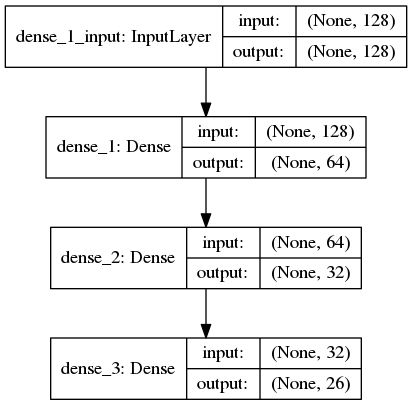 dense_1_input: InputLayer input: (None, 128)
output: (None, 128)
dense_1: Dense input: (None, 128)
output: (None, 64)
dense_2: Dense input: (None, 64)
output: (None, 32)
dense_3: Dense input: (None, 32)
output: (None, 26)